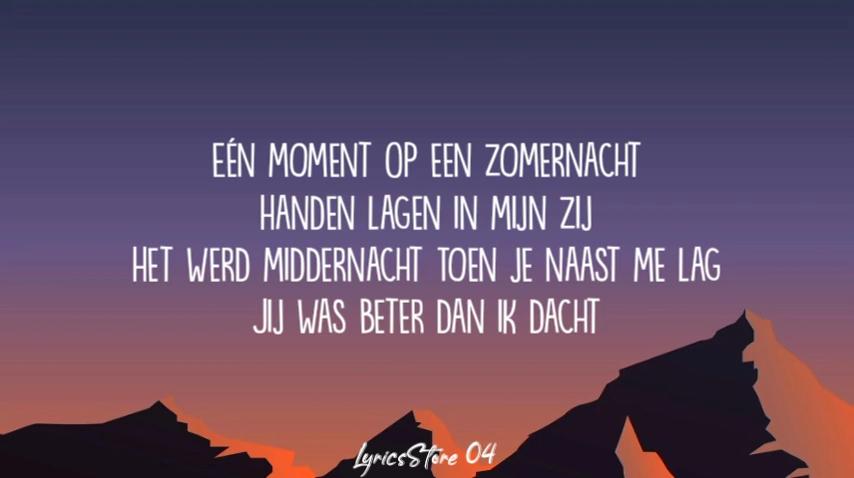 EÉN MOMENT OP EEN ZOMERNACHT
HANDEN LAGEN IN MIJN ZIJ
HET WERD MIDDERNACHT TOEN JE NAAST ME LAG
JIJ WAS BETER DAN IK DACHT
LyricsStore 04